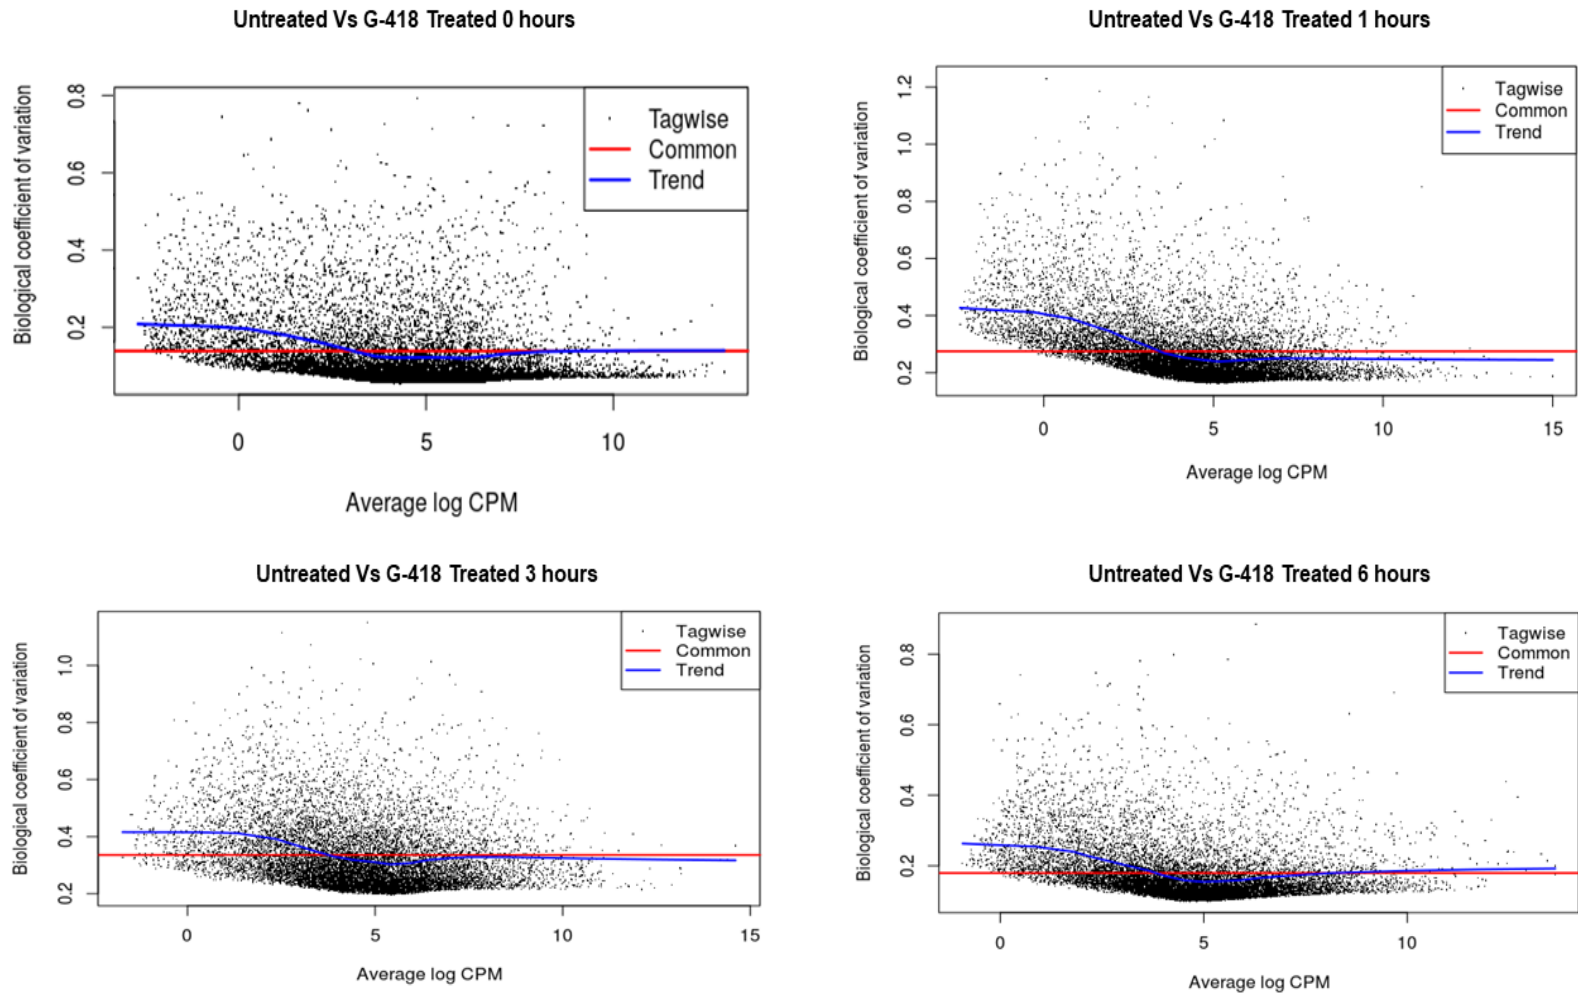 Untreated Vs G-418 Treated 0 hours
Biological coefficient of variation
0.8
0.6
0.4
0.2
Tagwise
Common
Trend
0 5 10
Average log CPM
Untreated Vs G-418 Treated 1 hours
Biological coefficient of variation
1.2
1.0
0.8
0.6
0.4
0.2
Tagwise
Common
Trend
0 5 10 15
Average log CPM
Untreated Vs G-418 Treated 3 hours
Biological coefficient of variation
1.0
0.8
0.6
0.4
0.2
Tagwise
Common
Trend
0 5 10 15
Average log CPM
Untreated Vs G-418 Treated 6 hours
Biological coefficient of variation
0.8
0.6
0.4
0.2
Tagwise
Common
Trend
0 5 10
Average log CPM